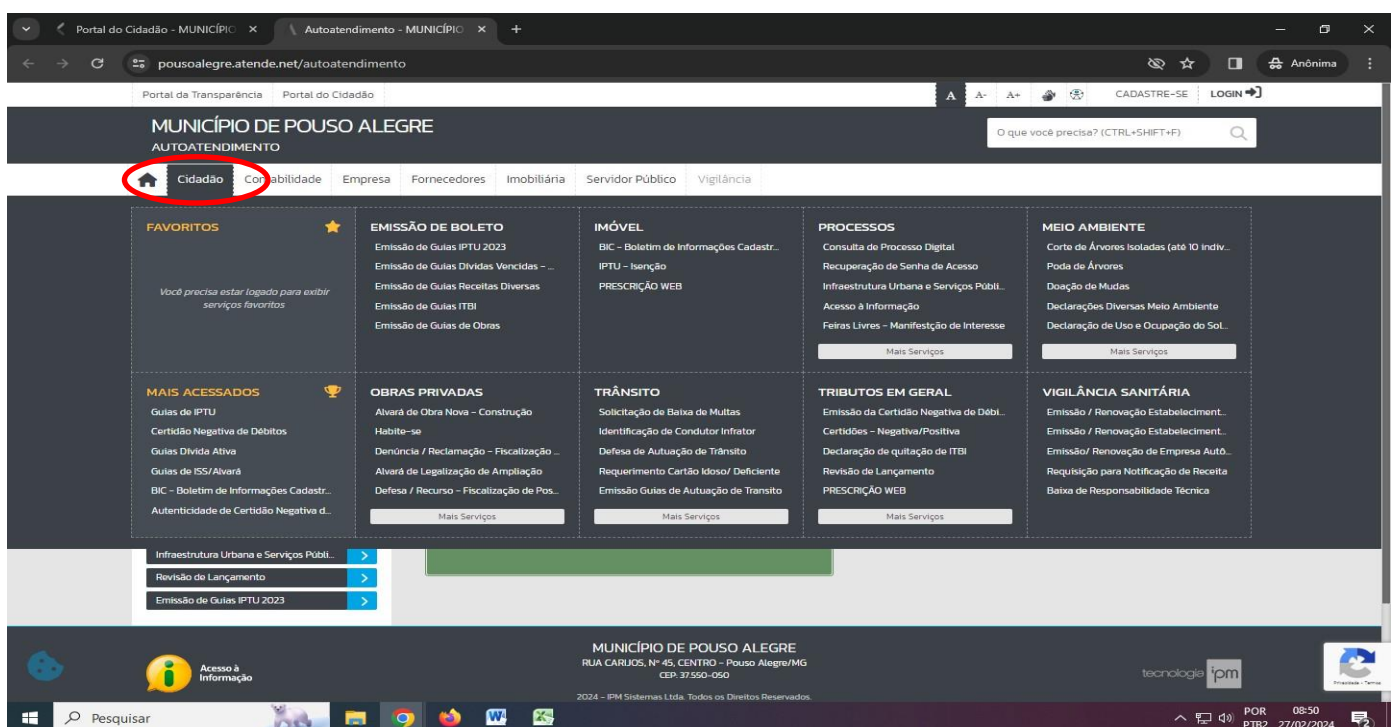 Portal do Cidadão - MUNICÍPIO
Autoatendimento - MUNICÍPIO
pousoalegre.atende.net/autoatendimento
Anônima
Portal da Transparência
Portal do Cidadão
A A- A+
CADASTRE-SE
LOGIN
MUNICÍPIO DE POUSO ALEGRE
AUTOATENDIMENTO
O que você precisa? (CTRL+SHIFT+F)
Cidadão
Contabilidade
Empresa
Fornecedores
Imobiliária
Servidor Público
Vigilância
FAVORITOS
Você precisa estar logado para exibir
serviços favoritos
EMISSÃO DE BOLETO
Emissão de Guias IPTU 2023
Emissão de Guias Dívidas Vencidas - ...
Emissão de Guias Receitas Diversas
Emissão de Guias ITBI
Emissão de Guias de Obras
IMÓVEL
BIC - Boletim de Informações Cadastr...
IPTU - Isenção
PRESCRIÇÃO WEB
PROCESSOS
Consulta de Processo Digital
Recuperação de Senha de Acesso
Infraestrutura Urbana e Serviços Públi...
Acesso à Informação
Feiras Livres - Manifestção de Interesse
Mais Serviços
MEIO AMBIENTE
Corte de Árvores Isoladas (até 10 indiv...
Poda de Árvores
Doação de Mudas
Declarações Diversas Meio Ambiente
Declaração de Uso e Ocupação do Sol...
Mais Serviços
MAIS ACESSADOS
Guias de IPTU
Certidão Negativa de Débitos
Guias Dívida Ativa
Guias de ISS/Alvará
BIC - Boletim de Informações Cadastr...
Autenticidade de Certidão Negativa d...
OBRAS PRIVADAS
Alvará de Obra Nova - Construção
Habite-se
Denúncia / Reclamação - Fiscalização ...
Alvará de Legalização de Ampliação
Defesa / Recurso - Fiscalização de Pos...
Mais Serviços
TRÂNSITO
Solicitação de Baixa de Multas
Identificação de Condutor Infrator
Defesa de Autuação de Trânsito
Requerimento Cartão Idoso/ Deficiente
Emissão Guias de Autuação de Transito
Mais Serviços
TRIBUTOS EM GERAL
Emissão da Certidão Negativa de Débi...
Certidões - Negativa/Positiva
Declaração de quitação de ITBI
Revisão de Lançamento
PRESCRIÇÃO WEB
Mais Serviços
VIGILÂNCIA SANITÁRIA
Emissão / Renovação Estabeleciment...
Emissão / Renovação Estabeleciment...
Emissão/ Renovação de Empresa Autô...
Requisição para Notificação de Receita
Baixa de Responsabilidade Técnica
Infraestrutura Urbana e Serviços Públi...
Revisão de Lançamento
Emissão de Guias IPTU 2023
Acesso à
Informação
MUNICÍPIO DE POUSO ALEGRE
RUA CARIJOS, Nº 45, CENTRO - Pouso Alegre/MG
CEP: 37.550-050
2024 - IPM Sistemas Ltda. Todos os Direitos Reservados.
tecnologia ipm
Privacidade - Termos
Pesquisar
POR
PTB2
08:50
27/02/2024
2